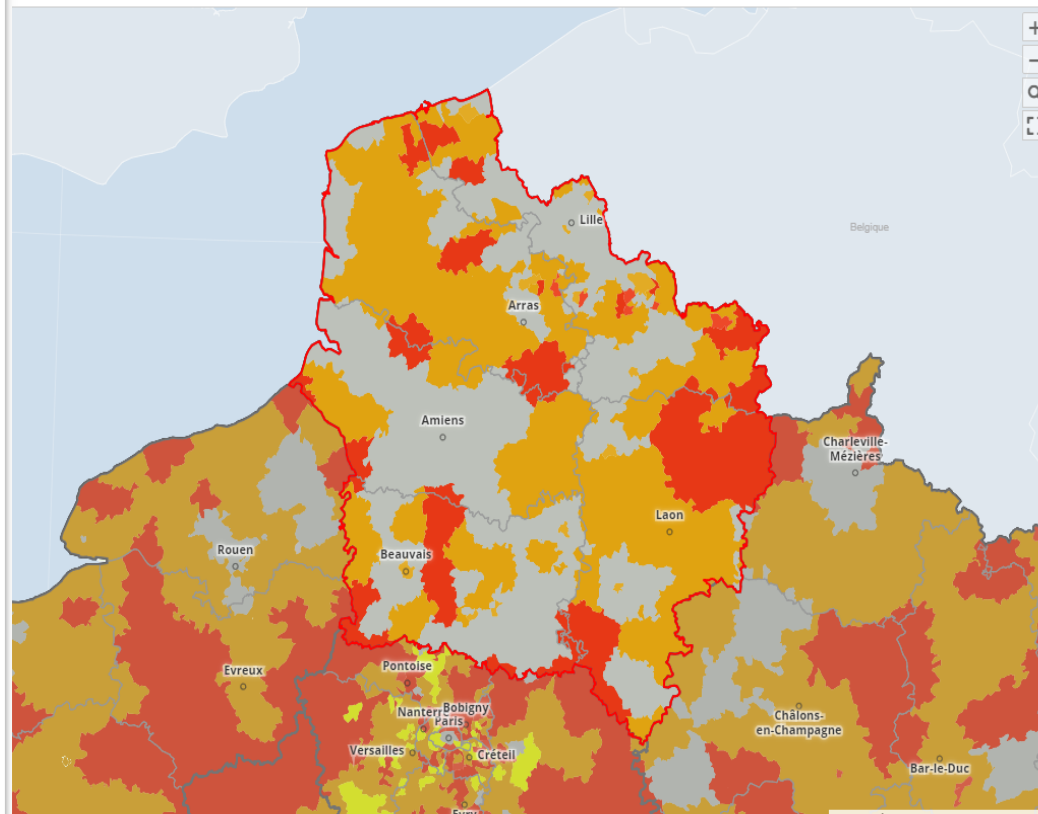 +
−
Belgique
Lille
Arras
Amiens
Charleville-
Mézières
Laon
Rouen
Beauvais
Evreux
Pontoise
Bobigny
Paris
Versailles
Créteil
Châlons-
en-Champagne
Bar-le-Duc